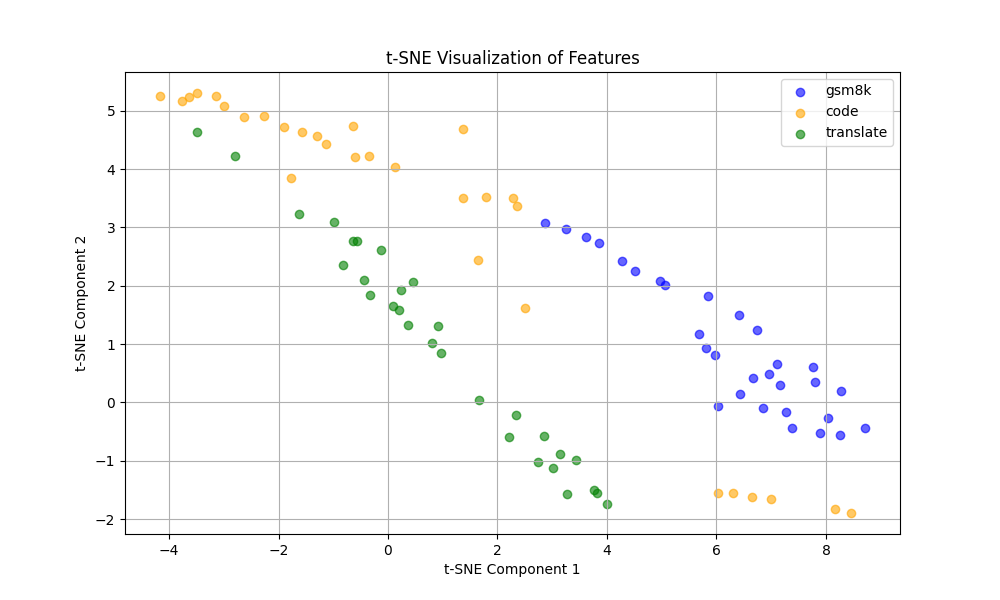 t-SNE Visualization of Features
gsm8k
code
translate
t-SNE Component 2
5
4
3
2
1
0
−1
−2
−4
−2
0
2
4
6
8
t-SNE Component 1